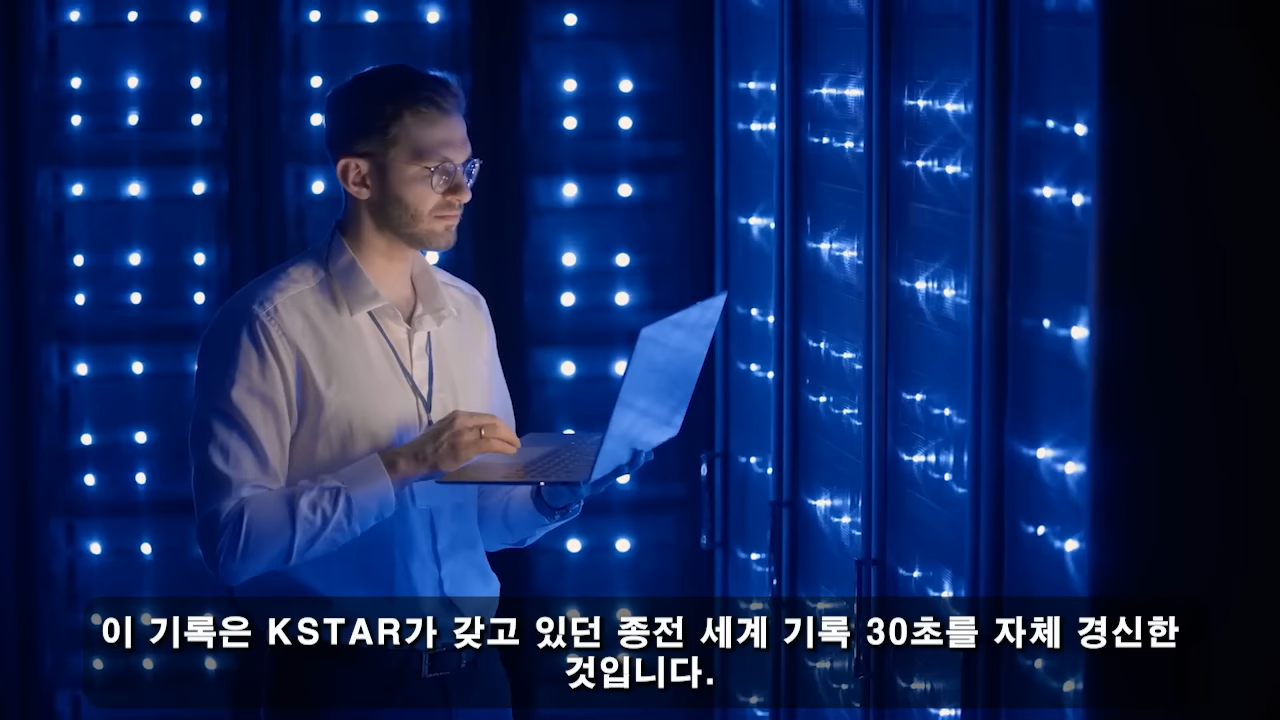 이 기록은 KSTAR가 갖고 있던 종전 세계 기록 30초를 자체 경신한
것입니다.